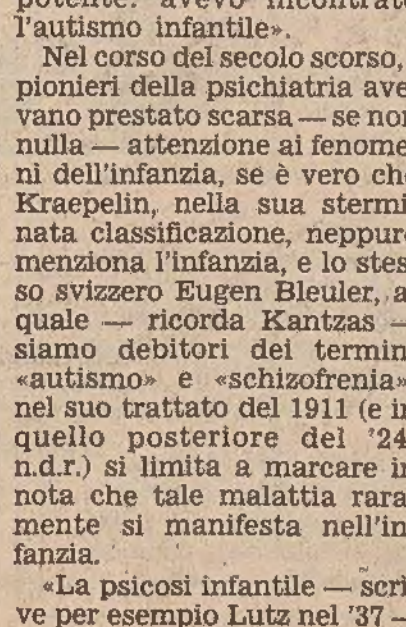 potente: avevo incontrat
l'autismo infantile».
Nel corso del secolo scorso,
pionieri della psichiatria ave
vano prestato scarsa — se non
nulla — attenzione ai fenome
ni dell'infanzia, se è vero che
Kraepelin, nella sua stermi
nata classificazione, neppure
menziona l'infanzia, e lo stes
so svizzero Eugen Bleuler, a
quale — ricorda Kantzas —
siamo debitori dei termin
«autismo» e «schizofrenia»
nel suo trattato del 1911 (e in
quello posteriore del '24
n.d.r.) si limita a marcare in
nota che tale malattia rara
mente si manifesta nell'in
fanzia.
«La psicosi infantile — scri
ve per esempio Lutz nel '37 —